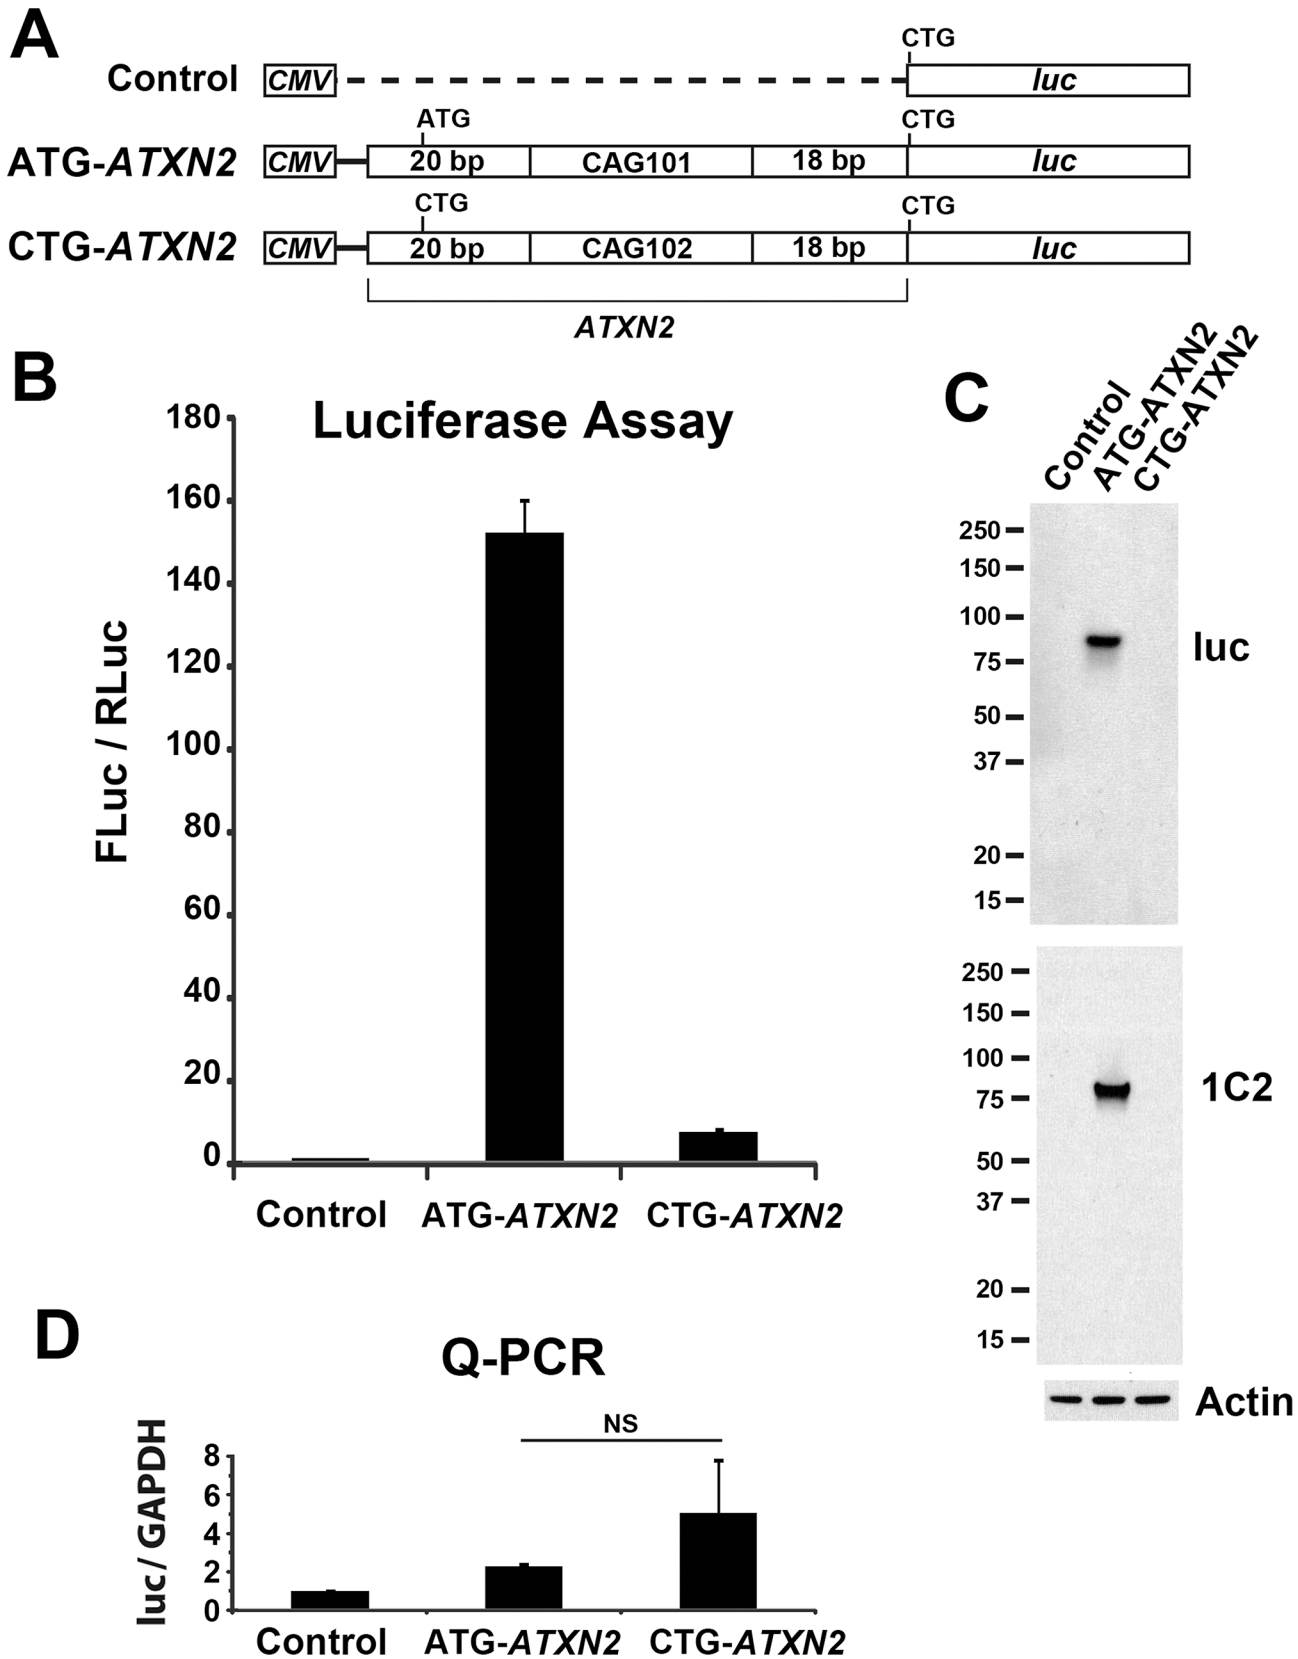 A
CTG
Control CMV luc
ATG CTG
ATG-ATXN2 CMV 20 bp CAG101 18 bp luc
CTG CTG
CTG-ATXN2 CMV 20 bp CAG102 18 bp luc
ATXN2
B
Luciferase Assay
FLuc / RLuc
180
160
140
120
100
80
60
40
20
0
Control ATG-ATXN2 CTG-ATXN2
C
Control ATG-ATXN2 CTG-ATXN2
250
150
100
75
50
37
20
15
luc
250
150
100
75
50
37
20
15
1C2
Actin
D
Q-PCR
NS
luc/ GAPDH
8
6
4
2
0
Control ATG-ATXN2 CTG-ATXN2